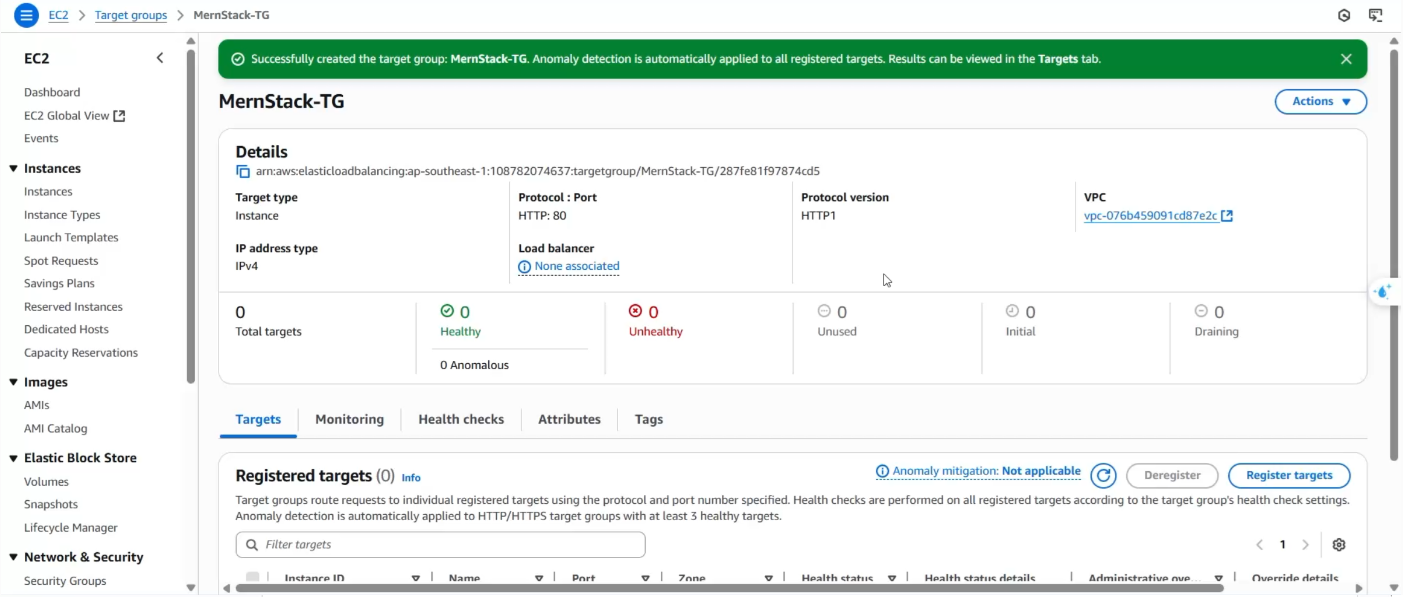 EC2 > Target groups > MernStack-TG
EC2
Dashboard
EC2 Global View
Events
Instances
Instances
Instance Types
Launch Templates
Spot Requests
Savings Plans
Reserved Instances
Dedicated Hosts
Capacity Reservations
Images
AMIs
AMI Catalog
Elastic Block Store
Volumes
Snapshots
Lifecycle Manager
Network & Security
Security Groups
Successfully created the target group: MernStack-TG. Anomaly detection is automatically applied to all registered targets. Results can be viewed in the Targets tab.
MernStack-TG
Actions
Details
arn:aws:elasticloadbalancing:ap-southeast-1:108782074637:targetgroup/MernStack-TG/287fe81f97874cd5
Target type
Instance
Protocol : Port
HTTP: 80
Protocol version
HTTP1
VPC
vpc-076b459091cd87e2c
IP address type
IPv4
Load balancer
None associated
0
Total targets
0
Healthy
0 Anomalous
0
Unhealthy
0
Unused
0
Initial
0
Draining
Targets Monitoring Health checks Attributes Tags
Registered targets (0) Info
Anomaly mitigation: Not applicable
Deregister
Register targets
Target groups route requests to individual registered targets using the protocol and port number specified. Health checks are performed on all registered targets according to the target group's health check settings.
Anomaly detection is automatically applied to HTTP/HTTPS target groups with at least 3 healthy targets.
Filter targets
1
Instance ID Name Port Zone Health status Health status details Administrative ove... Override details